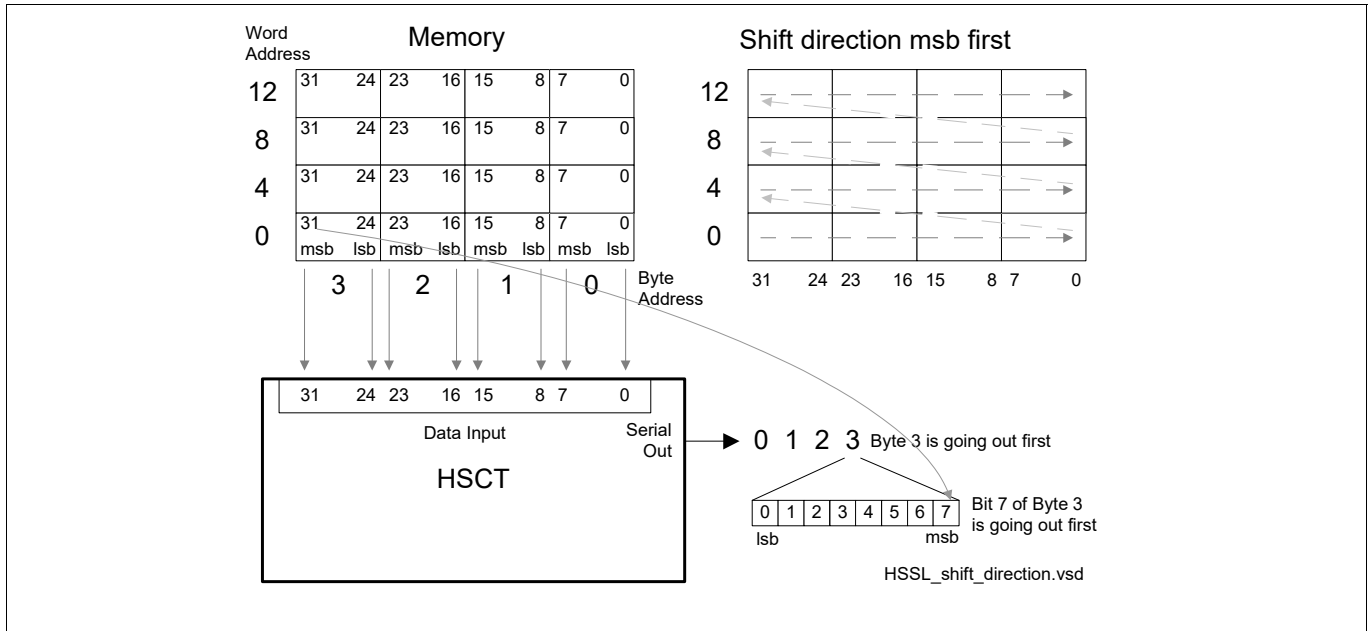 Word
Address
Memory
12 31 24 23 16 15 8 7 0
8 31 24 23 16 15 8 7 0
4 31 24 23 16 15 8 7 0
0 31 24 23 16 15 8 7 0
msb lsb msb lsb msb lsb msb lsb
3 2 1 0 Byte
Address
Shift direction msb first
12
8
4
0
31 24 23 16 15 8 7 0
31 24 23 16 15 8 7 0
Data Input
Serial
Out
HSCT
0 1 2 3 Byte 3 is going out first
0 1 2 3 4 5 6 7
lsb msb
Bit 7 of Byte 3
is going out first
HSSL_shift_direction.vsd